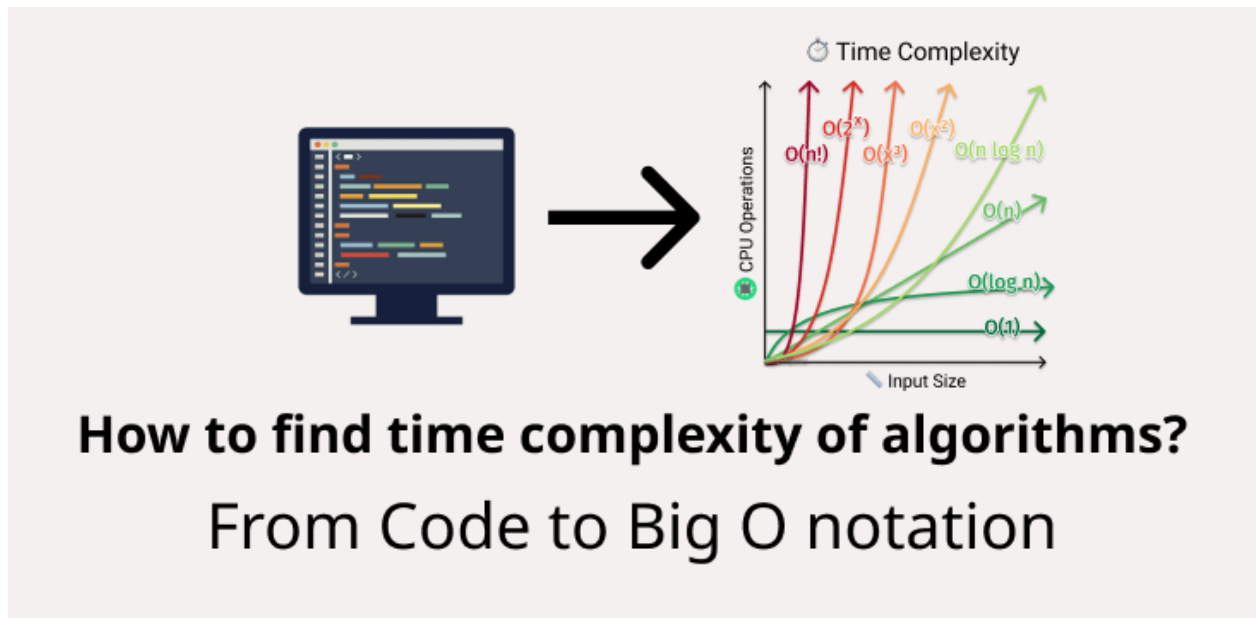 Time Complexity
O(n!)
O(2ˣ)
O(x³)
O(x²)
O(n log n)
O(n)
O(log n)
O(1)
CPU Operations
Input Size
< >
</>
How to find time complexity of algorithms?
From Code to Big O notation